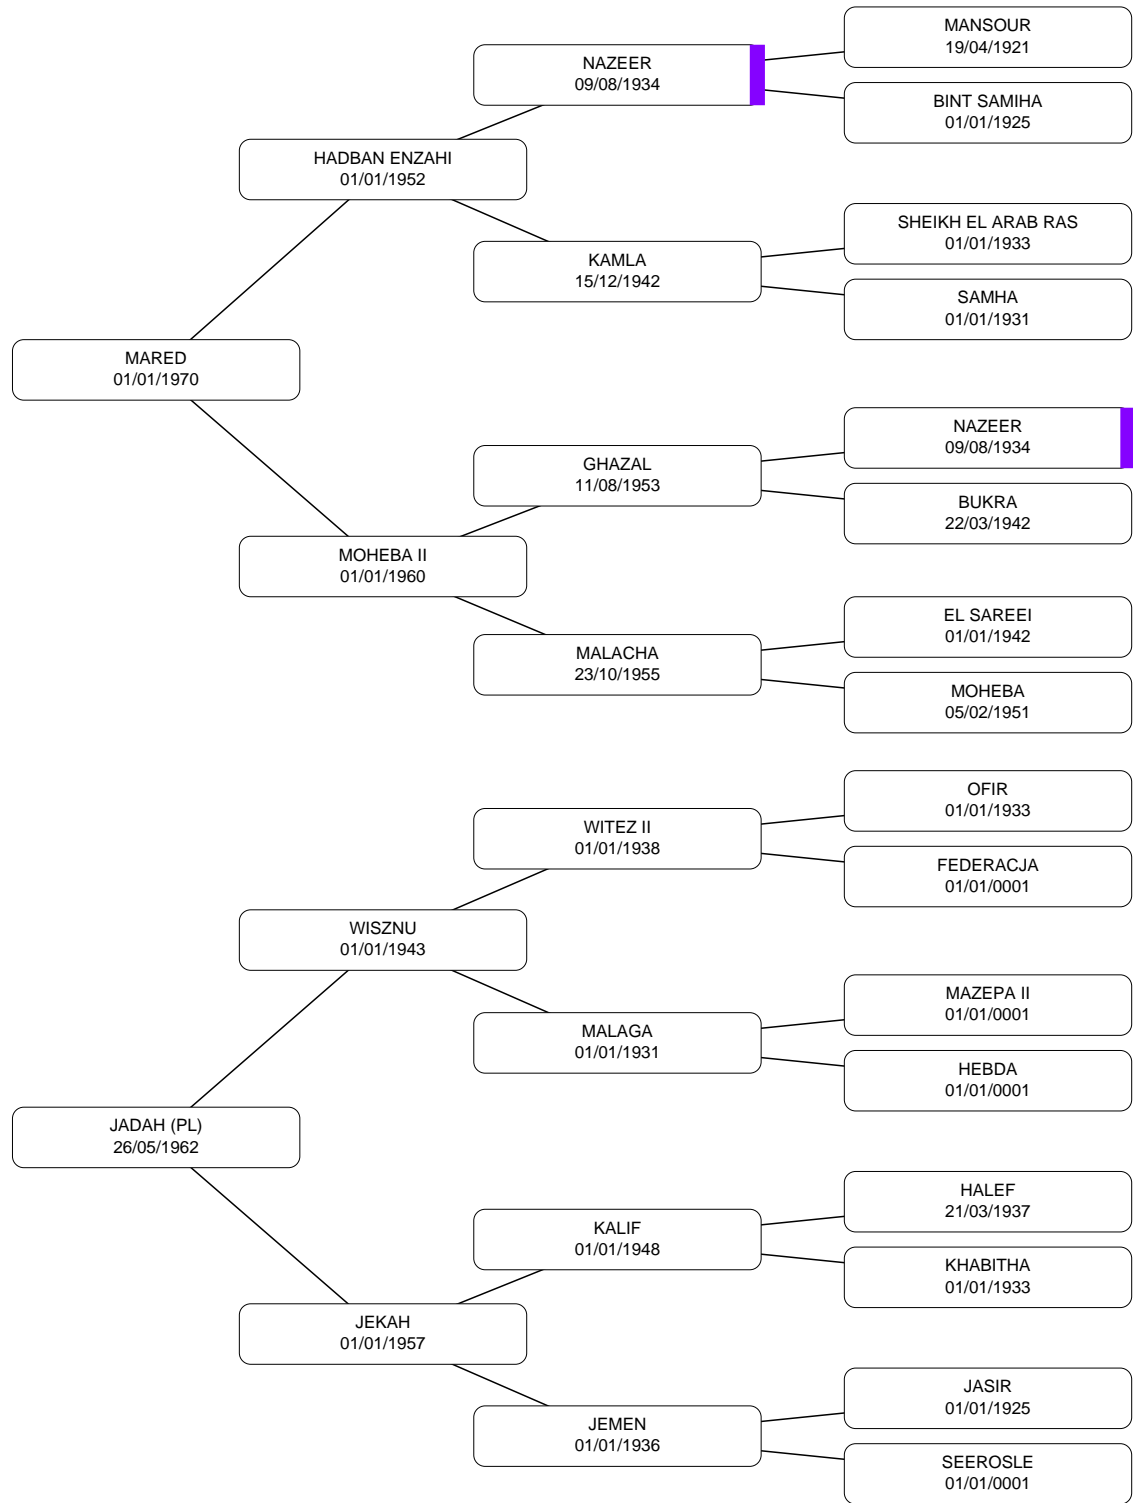 MANSOUR
19/04/1921
NAZEER
09/08/1934
BINT SAMIHA
01/01/1925
HADBAN ENZAHI
01/01/1952
SHEIKH EL ARAB RAS
01/01/1933
KAMLA
15/12/1942
SAMHA
01/01/1931
MARED
01/01/1970
NAZEER
09/08/1934
GHAZAL
11/08/1953
BUKRA
22/03/1942
MOHEBA II
01/01/1960
EL SAREEI
01/01/1942
MALACHA
23/10/1955
MOHEBA
05/02/1951
OFIR
01/01/1933
WITEZ II
01/01/1938
FEDERACJA
01/01/0001
WISZNU
01/01/1943
MAZEPA II
01/01/0001
MALAGA
01/01/1931
HEBDA
01/01/0001
JADAH (PL)
26/05/1962
HALEF
21/03/1937
KALIF
01/01/1948
KHABITHA
01/01/1933
JEKAH
01/01/1957
JASIR
01/01/1925
JEMEN
01/01/1936
SEEROSLE
01/01/0001